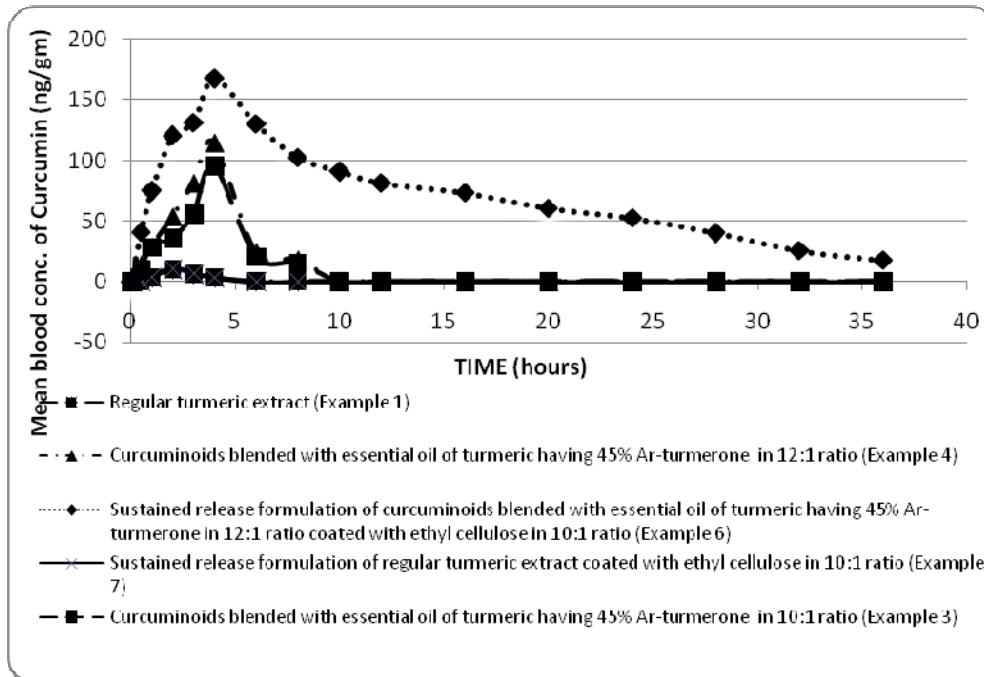 Mean blood conc. of Curcumin (ng/gm)
200
150
100
50
0
-50
0 5 10 15 20 25 30 35 40
TIME (hours)
Regular turmeric extract (Example 1)
Curcuminoids blended with essential oil of turmeric having 45% Ar-turmerone in 12:1 ratio (Example 4)
Sustained release formulation of curcuminoids blended with essential oil of turmeric having 45% Ar-
turmerone in 12:1 ratio coated with ethyl cellulose in 10:1 ratio (Example 6)
Sustained release formulation of regular turmeric extract coated with ethyl cellulose in 10:1 ratio (Example
7)
Curcuminoids blended with essential oil of turmeric having 45% Ar-turmerone in 10:1 ratio (Example 3)